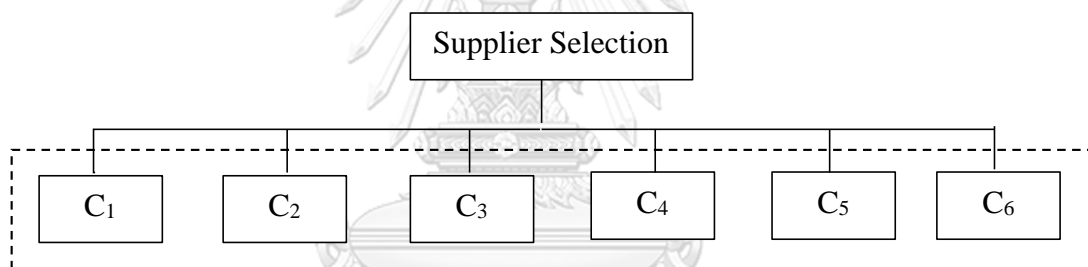 Supplier Selection
C₁ C₂ C₃ C₄ C₅ C₆